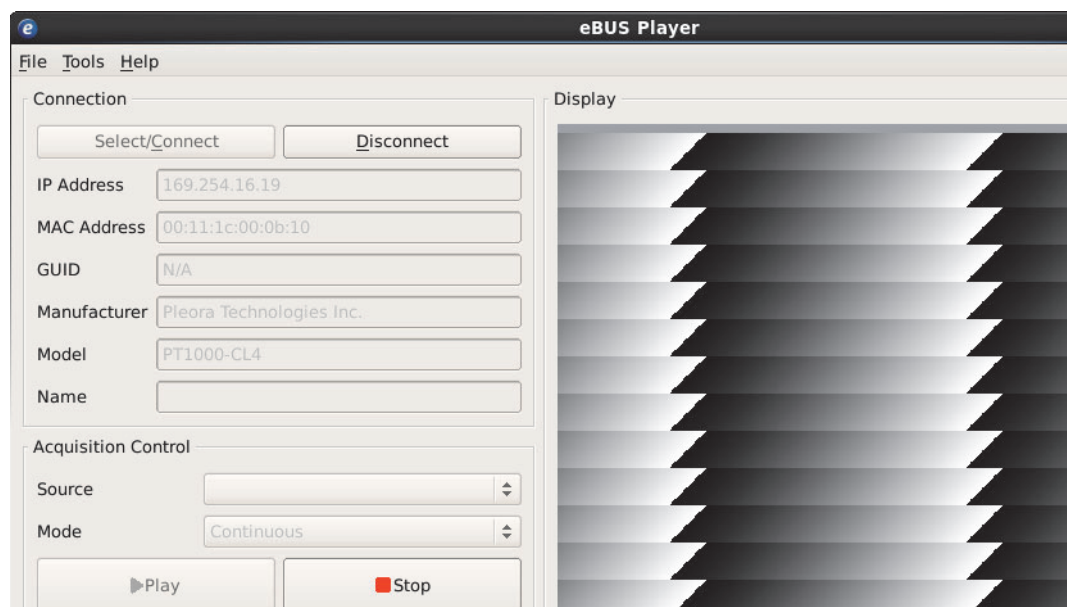 eBUS Player
File Tools Help
Connection
Select/Connect Disconnect
IP Address 169.254.16.19
MAC Address 00:11:1c:00:0b:10
GUID N/A
Manufacturer Pleora Technologies Inc.
Model PT1000-CL4
Name
Acquisition Control
Source
Mode Continuous
Play Stop
Display